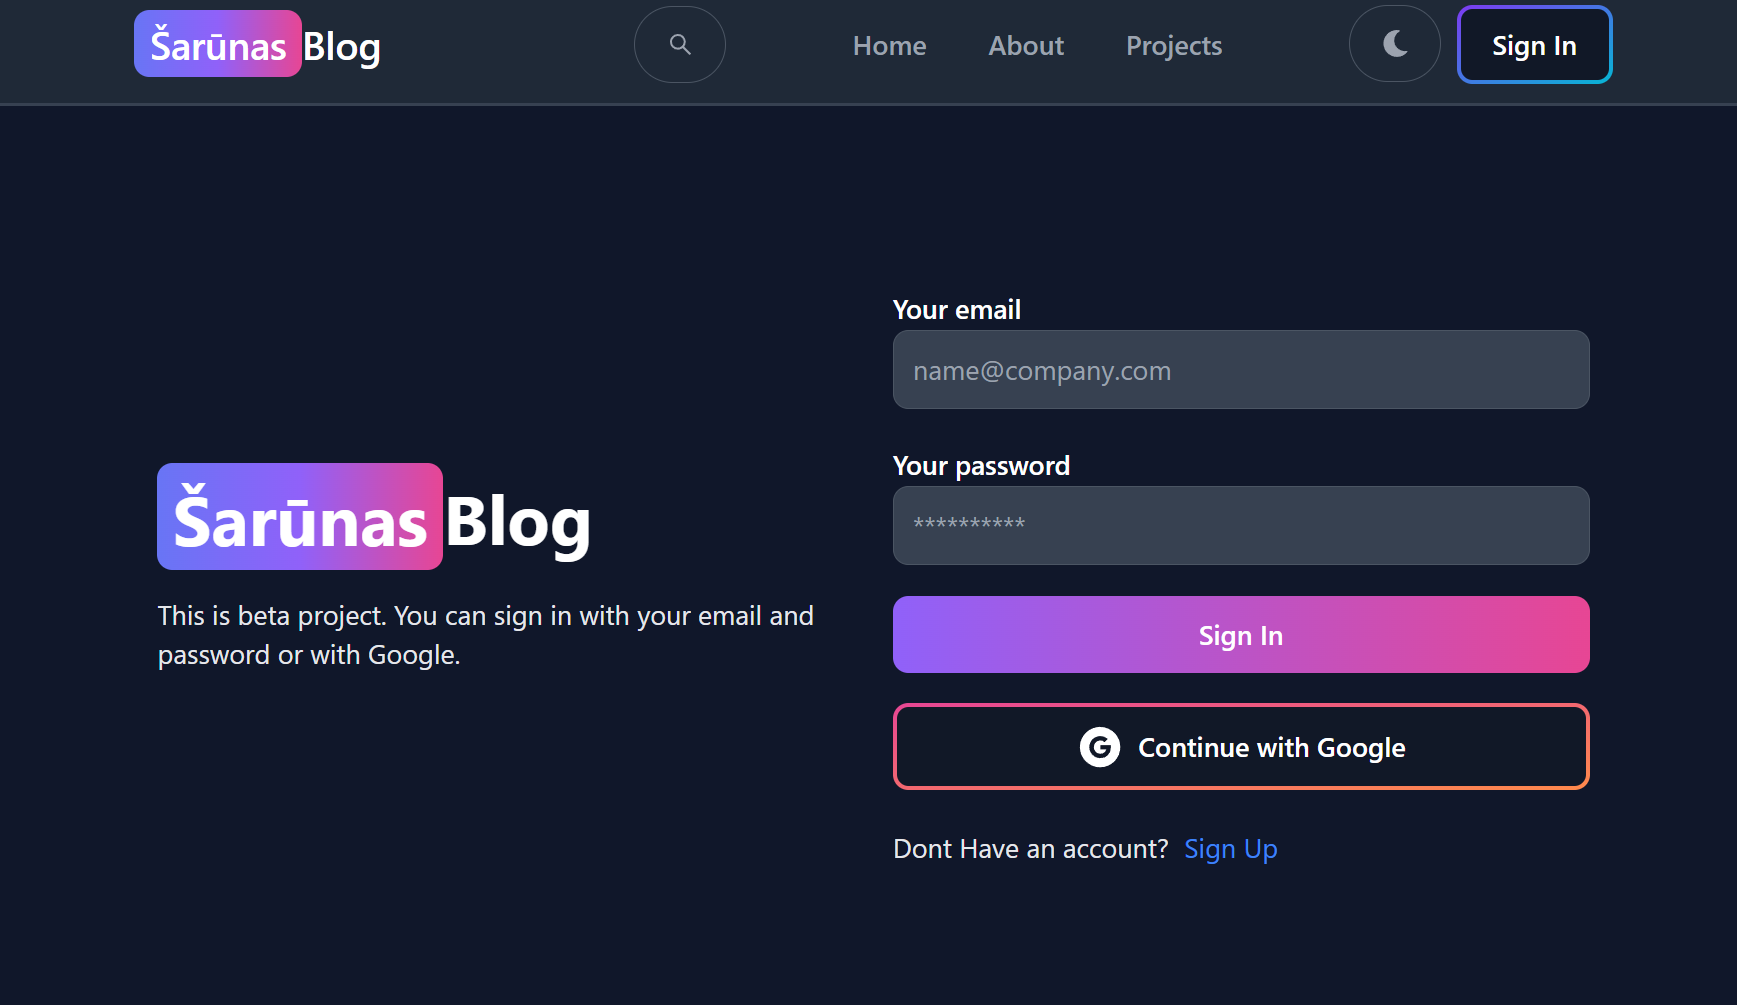 Šarūnas Blog
Home
About
Projects
Sign In
Šarūnas Blog
This is beta project. You can sign in with your email and
password or with Google.
Your email
name@company.com
Your password
**********
Sign In
G Continue with Google
Dont Have an account? Sign Up